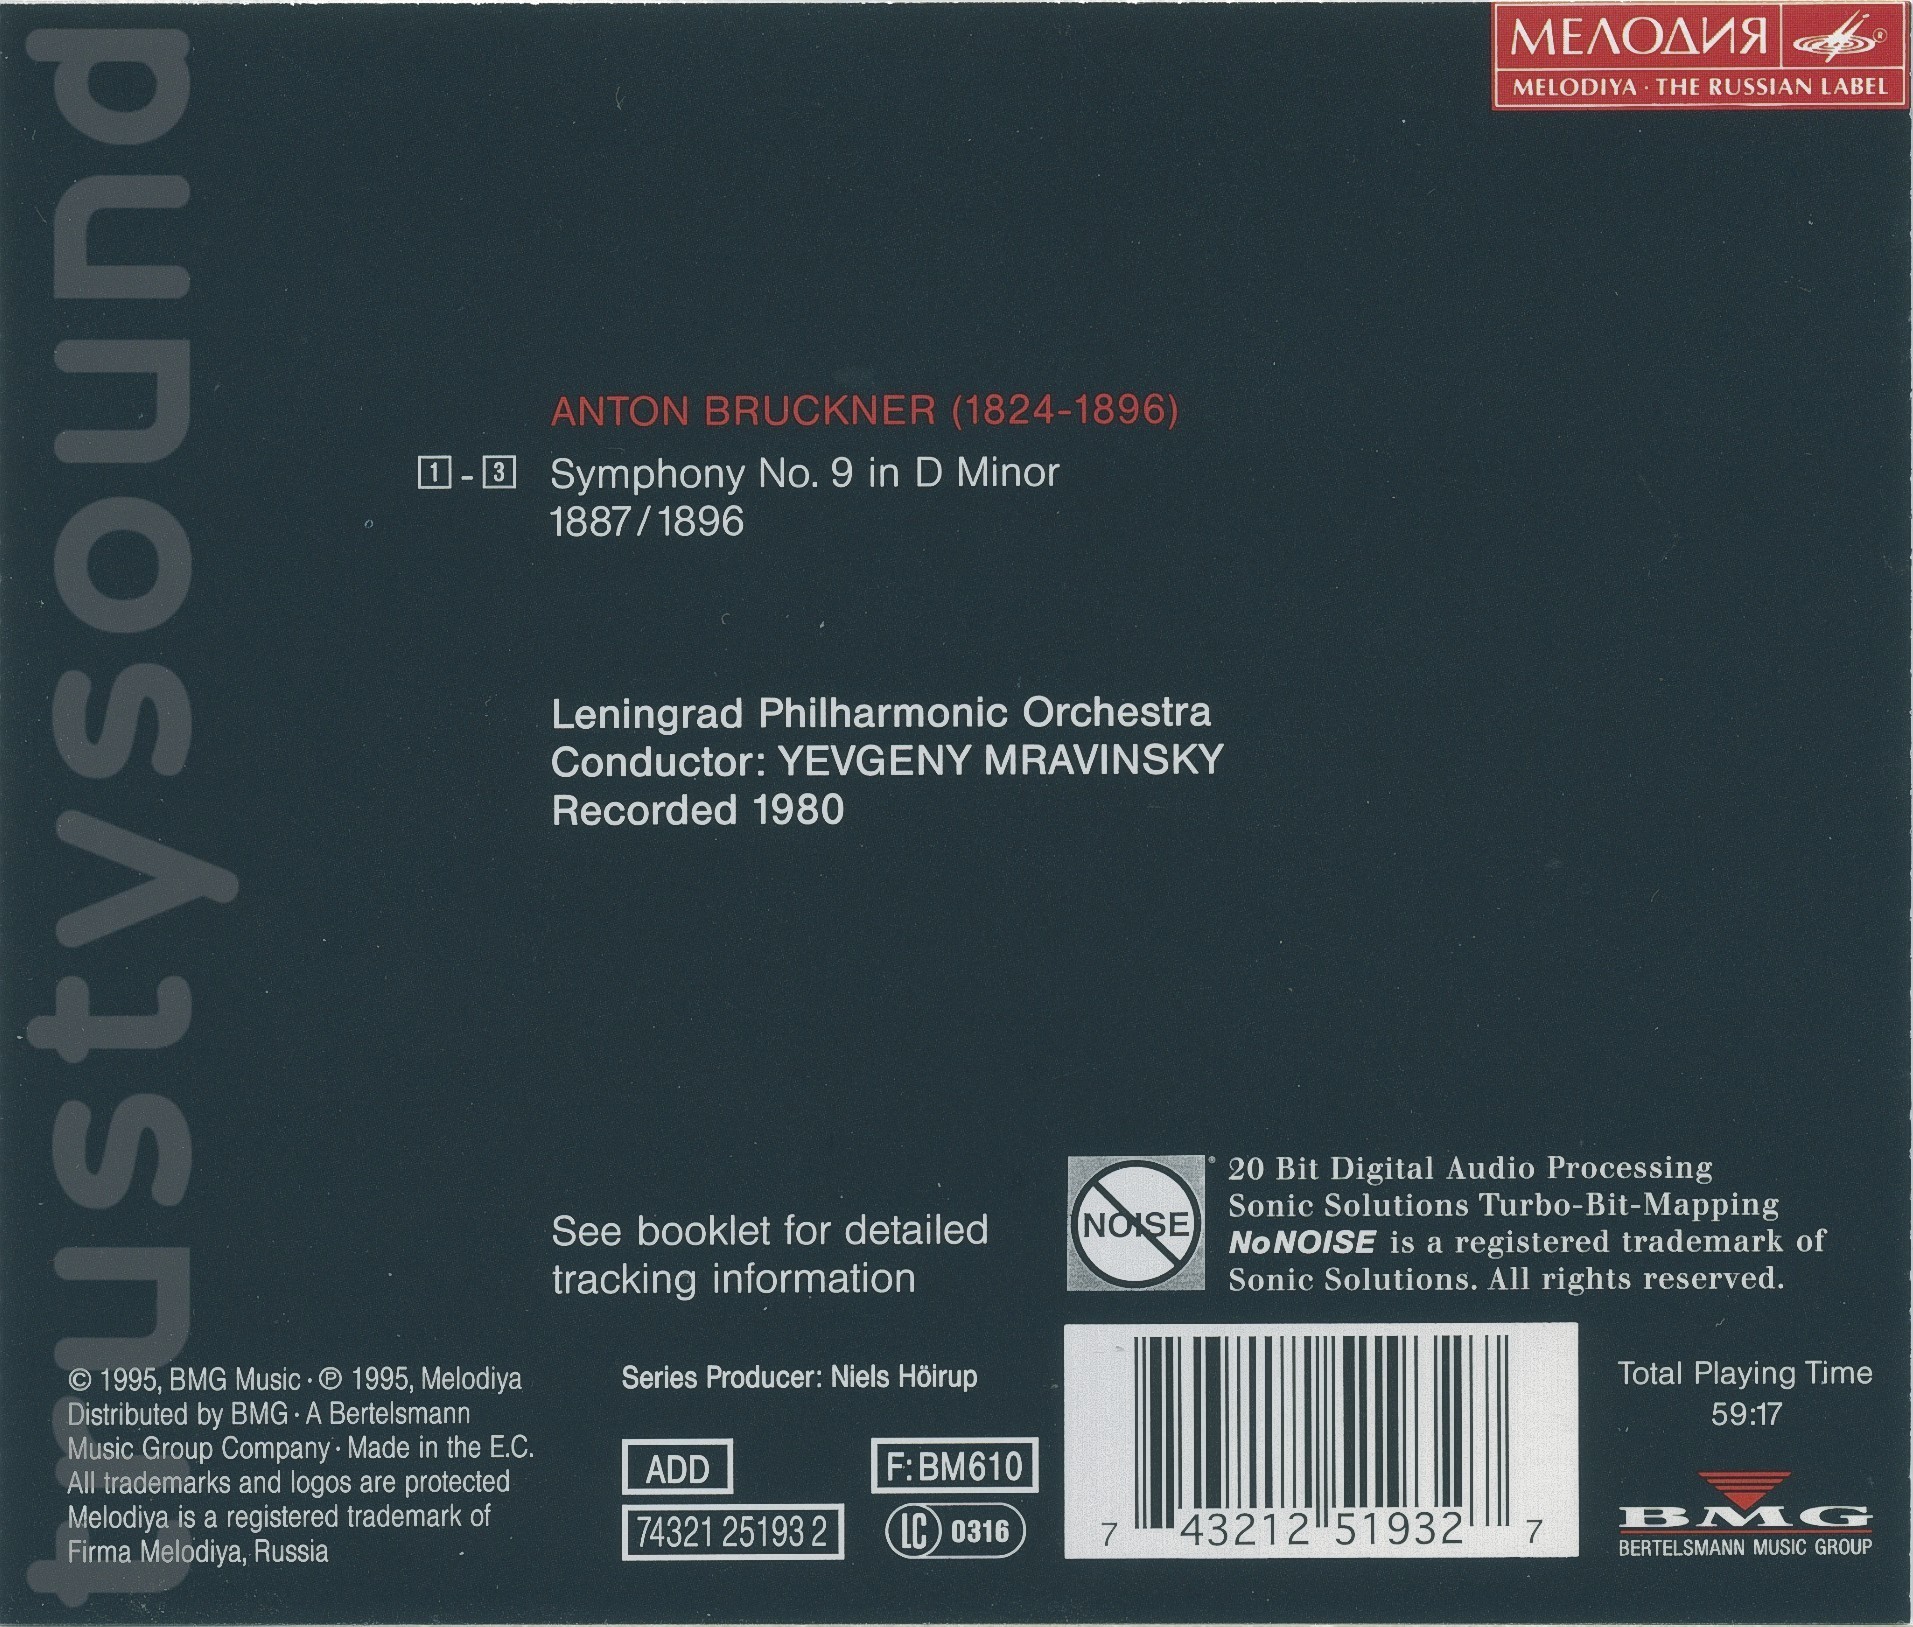 МЕЛОДИЯ
MELODIYA · THE RUSSIAN LABEL
trustysound
ANTON BRUCKNER (1824-1896)
1 - 3 Symphony No. 9 in D Minor
1887/1896
Leningrad Philharmonic Orchestra
Conductor: YEVGENY MRAVINSKY
Recorded 1980
See booklet for detailed
tracking information
NOISE
20 Bit Digital Audio Processing
Sonic Solutions Turbo-Bit-Mapping
NoNOISE is a registered trademark of
Sonic Solutions. All rights reserved.
© 1995, BMG Music · ℗ 1995, Melodiya
Distributed by BMG · A Bertelsmann
Music Group Company · Made in the E.C.
All trademarks and logos are protected
Melodiya is a registered trademark of
Firma Melodiya, Russia
Series Producer: Niels Höirup
ADD
F: BM610
74321 25193 2
LC 0316
7 43212 51932 7
Total Playing Time
59:17
BMG
BERTELSMANN MUSIC GROUP